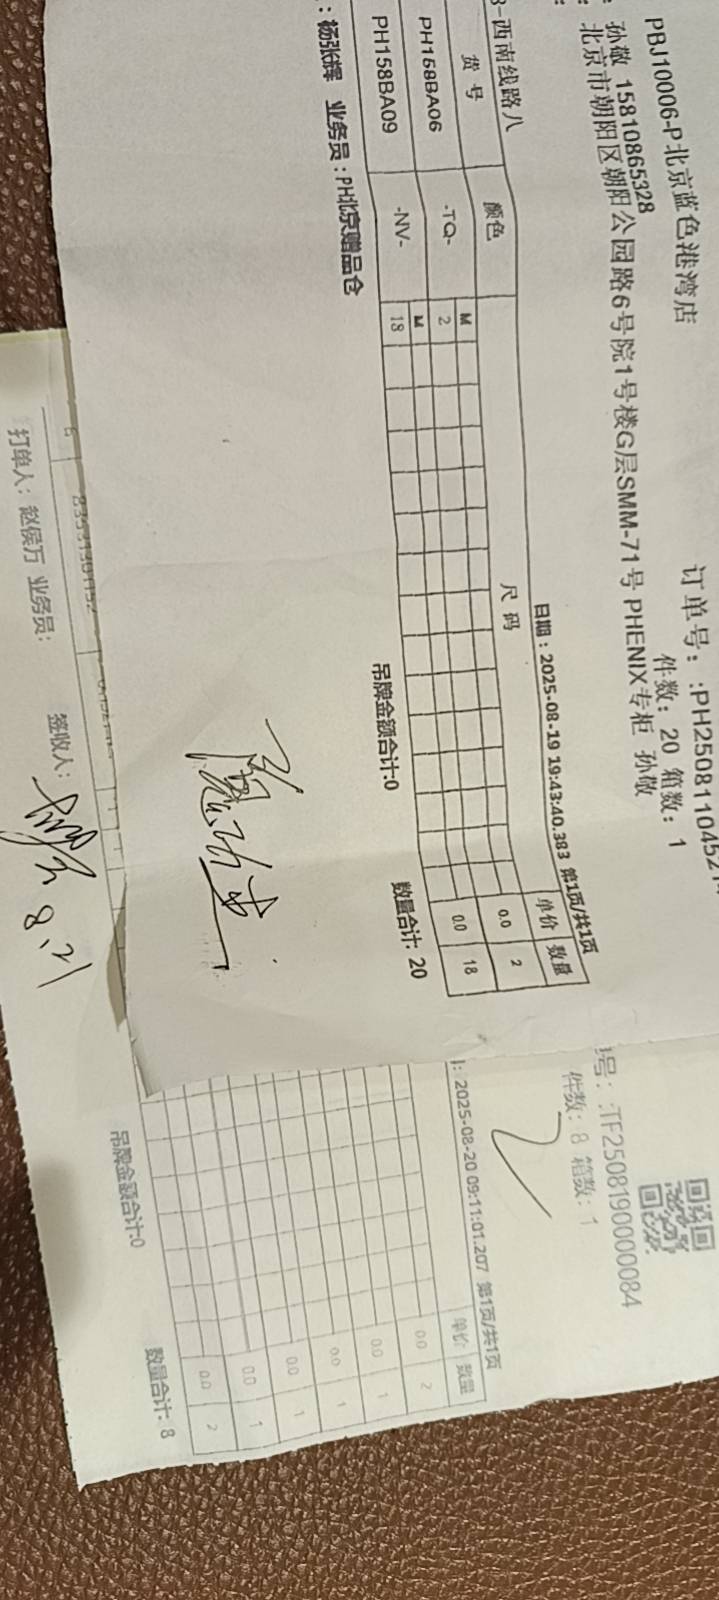 订单号：:PH2508110452
PBJ10006-P北京蓝色港湾店
件数：20 箱数：1
孙敬 15810865328
北京市朝阳区朝阳公园路6号院1号楼G层SMM-71号 PHENIX专柜 孙敬
-西南线路八
日期：2025-08-19 19:43:40.383 第1页/共1页
货号 颜色 尺码 单价 数量
M
PH158BA06 -TQ- 2 0.0 2
M
PH158BA09 -NV- 18 0.0 18
吊牌金额合计:0 数量合计: 20
：杨张辉 业务员：PH北京赠品仓
号：:TF2508190000084
件数：8 箱数：1
: 2025-08-20 09:11:01.207 第1页/共1页
单价 数量
0.0 2
0.0 1
0.0 1
0.0 1
0.0 1
0.0 2
吊牌金额合计:0 数量合计: 8
打单人：赵俟万 业务员： 签收人：
8.21